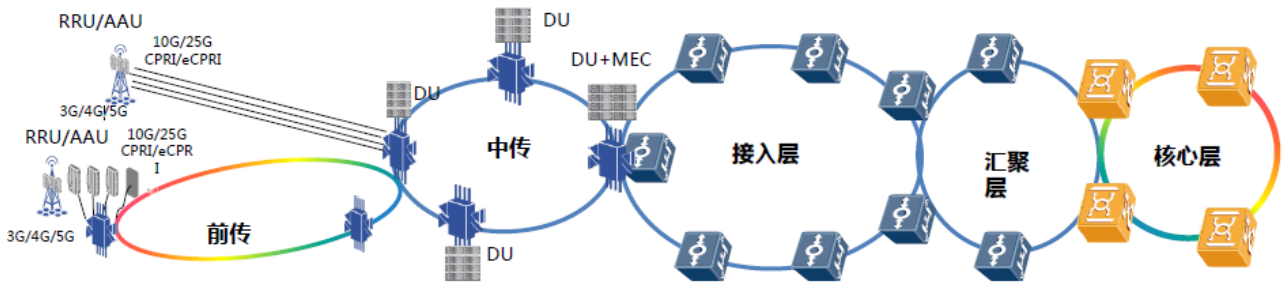 RRU/AAU
10G/25G
CPRI/eCPRI
3G/4G/5G
RRU/AAU
10G/25G
CPRI/eCPR
I
3G/4G/5G
前传
DU
DU
DU+MEC
中传
DU
接入层
汇聚
层
核心层